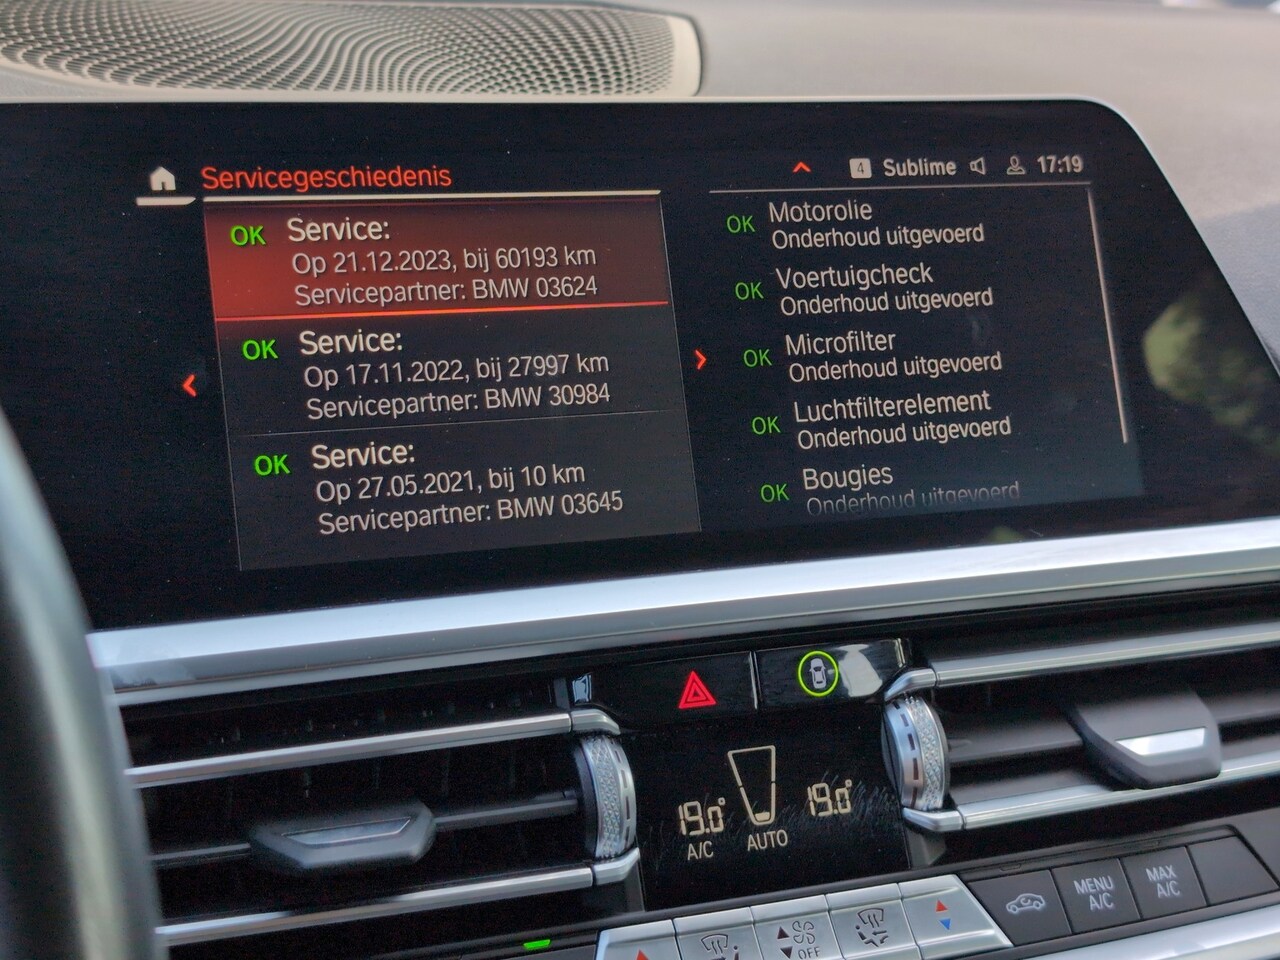 Servicegeschiedenis
4 Sublime 17:19
OK Service:
Op 21.12.2023, bij 60193 km
Servicepartner: BMW 03624
OK Service:
Op 17.11.2022, bij 27997 km
Servicepartner: BMW 30984
OK Service:
Op 27.05.2021, bij 10 km
Servicepartner: BMW 03645
OK Motorolie
Onderhoud uitgevoerd
OK Voertuigcheck
Onderhoud uitgevoerd
OK Microfilter
Onderhoud uitgevoerd
OK Luchtfilterelement
Onderhoud uitgevoerd
OK Bougies
Onderhoud uitgevoerd
19.0° 19.0°
A/C AUTO
OFF
MENU
A/C
MAX
A/C